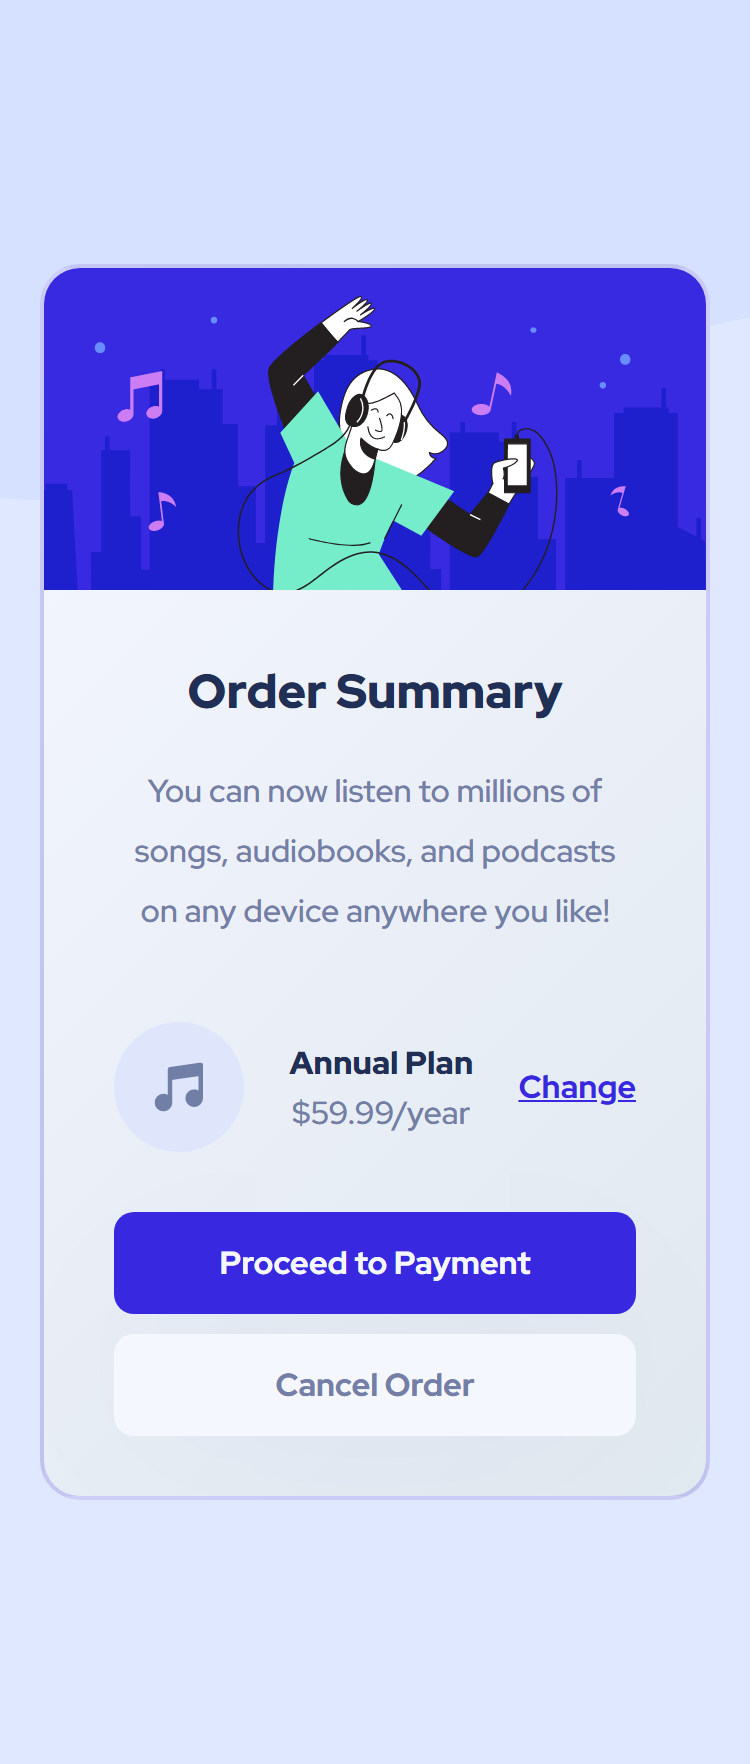 Order Summary
You can now listen to millions of
songs, audiobooks, and podcasts
on any device anywhere you like!
Annual Plan
$59.99/year
Change
Proceed to Payment
Cancel Order